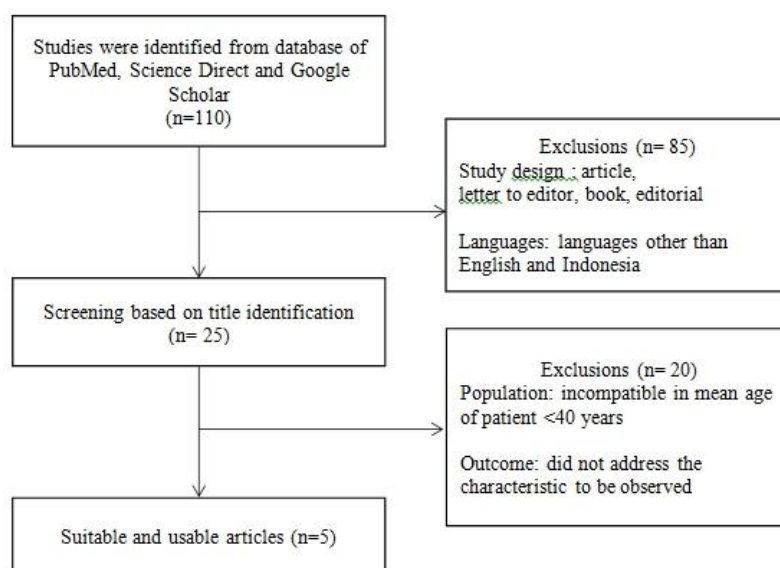 Studies were identified from database of
PubMed, Science Direct and Google
Scholar
(n=110)
Exclusions (n= 85)
Study design : article,
letter to editor, book, editorial
Languages: languages other than
English and Indonesia
Screening based on title identification
(n= 25)
Exclusions (n= 20)
Population: incompatible in mean age
of patient <40 years
Outcome: did not address the
characteristic to be observed
Suitable and usable articles (n=5)